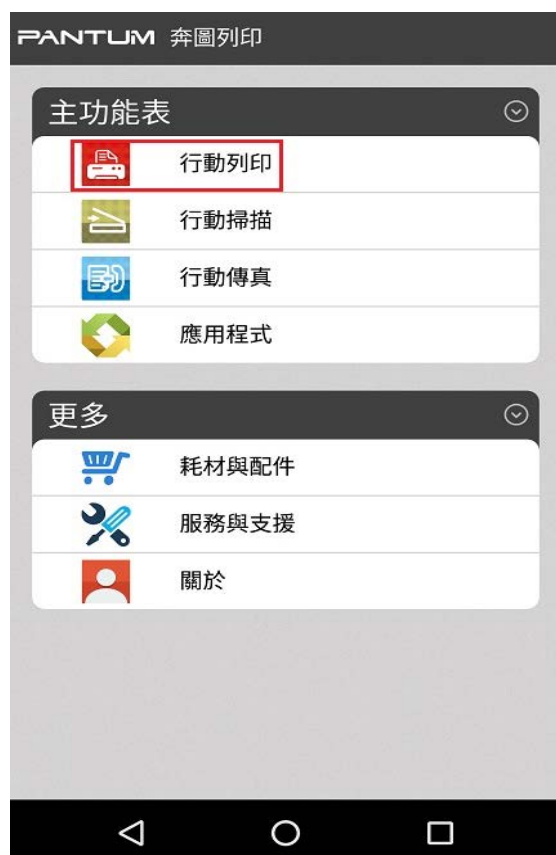 PANTUM 奔圖列印
主功能表
行動列印
行動掃描
行動傳真
應用程式
更多
耗材與配件
服務與支援
關於